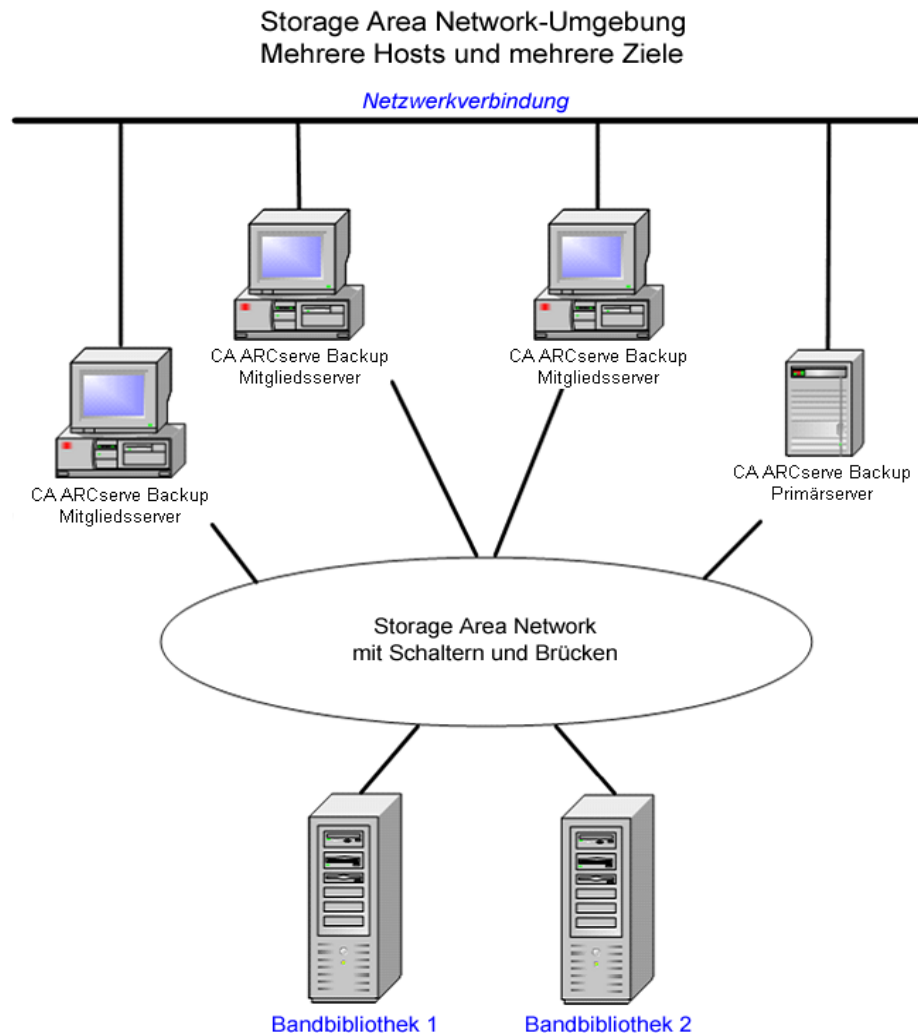 Storage Area Network-Umgebung
Mehrere Hosts und mehrere Ziele
Netzwerkverbindung
CA ARCserve Backup
Mitgliedsserver
CA ARCserve Backup
Mitgliedsserver
CA ARCserve Backup
Mitgliedsserver
CA ARCserve Backup
Primärserver
Storage Area Network
mit Schaltern und Brücken
Bandbibliothek 1
Bandbibliothek 2